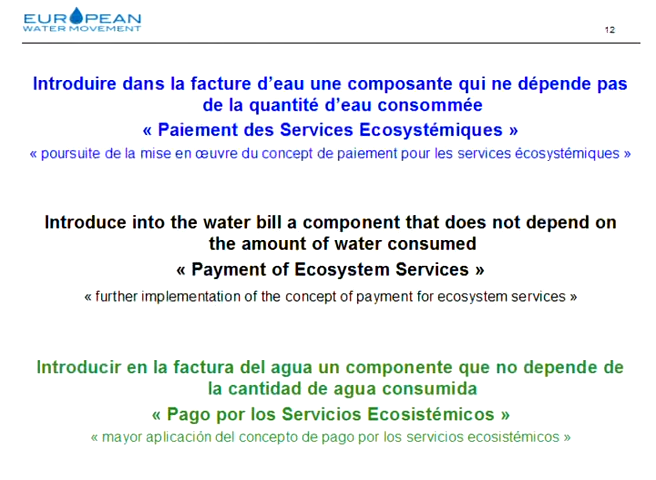 EUROPEAN
WATER MOVEMENT
12
Introduire dans la facture d’eau une composante qui ne dépende pas
de la quantité d’eau consommée
« Paiement des Services Ecosystémiques »
« poursuite de la mise en œuvre du concept de paiement pour les services écosystémiques »
Introduce into the water bill a component that does not depend on
the amount of water consumed
« Payment of Ecosystem Services »
« further implementation of the concept of payment for ecosystem services »
Introducir en la factura del agua un componente que no depende de
la cantidad de agua consumida
« Pago por los Servicios Ecosistémicos »
« mayor aplicación del concepto de pago por los servicios ecosistémicos »